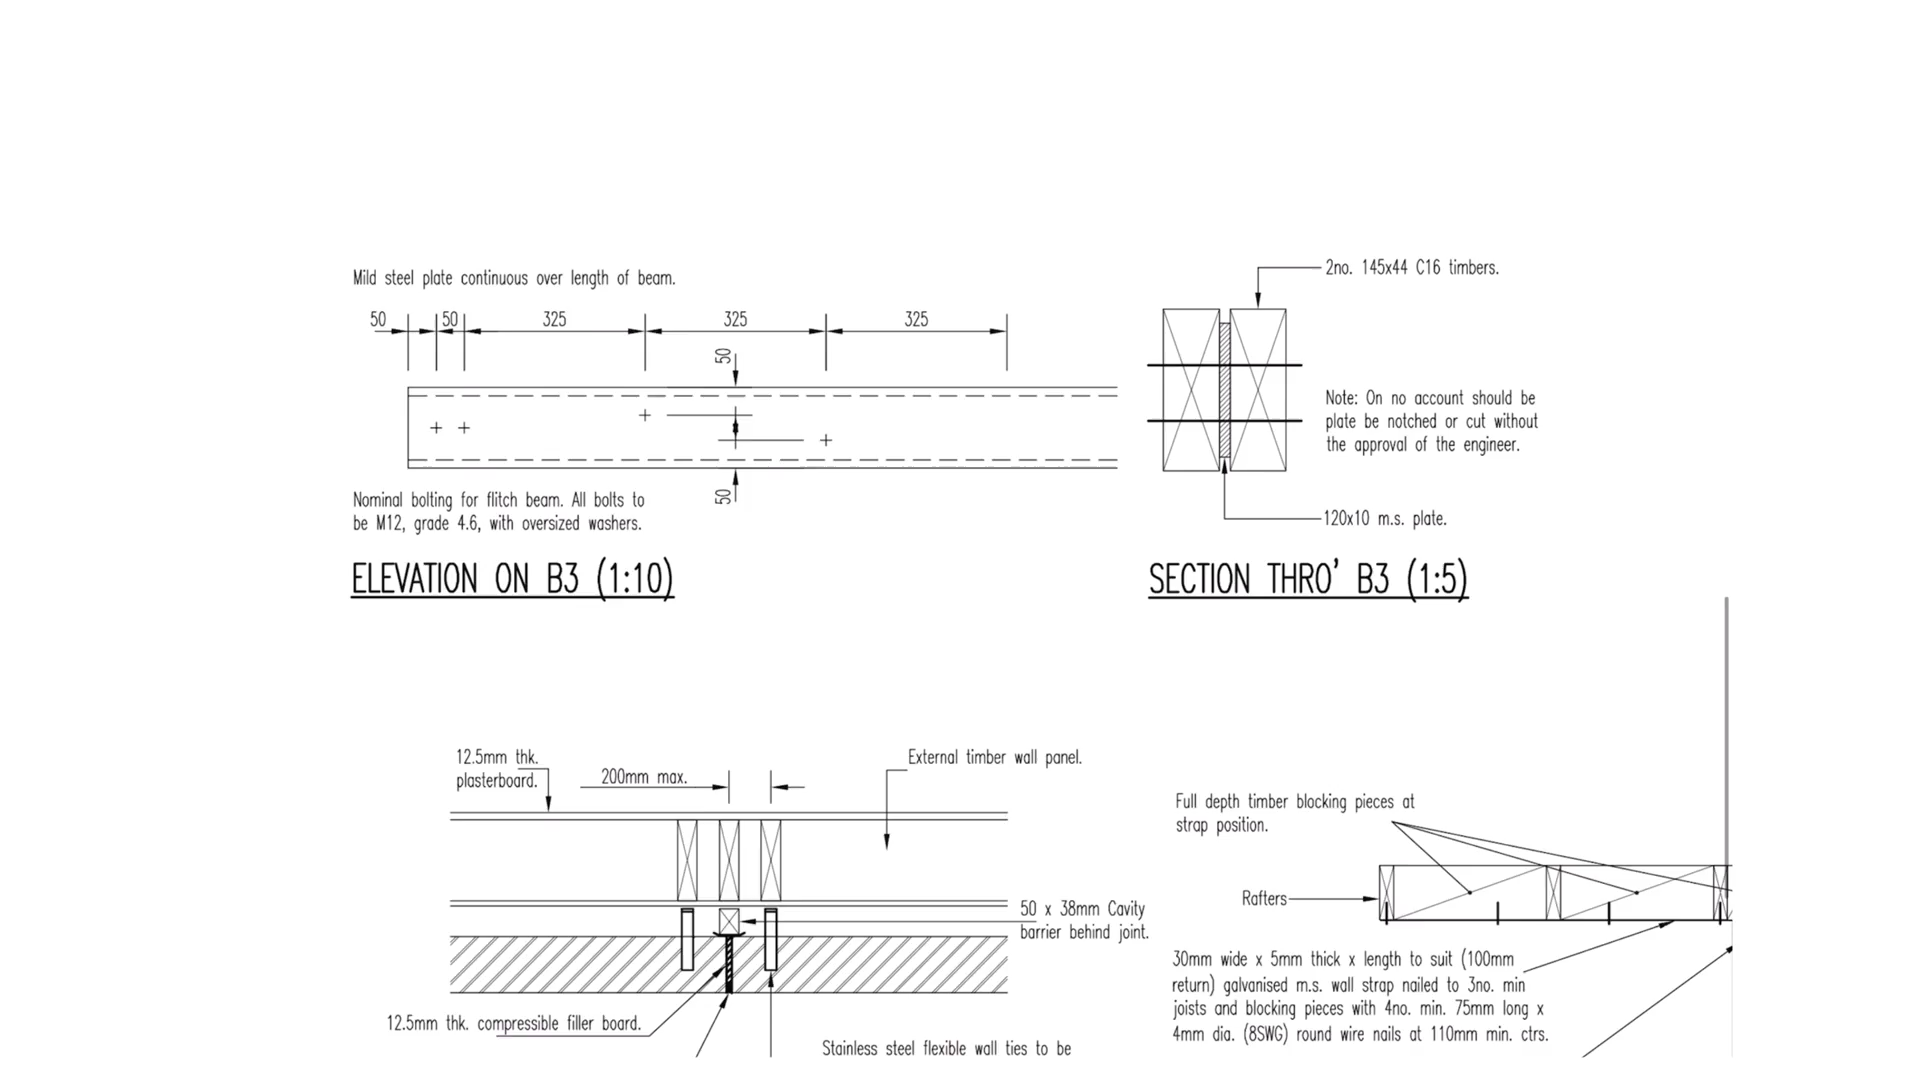 Mild steel plate continuous over length of beam.
50 50 325 325 325
50
50
Nominal bolting for flitch beam. All bolts to
be M12, grade 4.6, with oversized washers.
ELEVATION ON B3 (1:10)
2no. 145x44 C16 timbers.
Note: On no account should be
plate be notched or cut without
the approval of the engineer.
120x10 m.s. plate.
SECTION THRO' B3 (1:5)
12.5mm thk.
plasterboard.
200mm max.
External timber wall panel.
50 x 38mm Cavity
barrier behind joint.
12.5mm thk. compressible filler board.
Stainless steel flexible wall ties to be
Full depth timber blocking pieces at
strap position.
Rafters
30mm wide x 5mm thick x length to suit (100mm
return) galvanised m.s. wall strap nailed to 3no. min
joists and blocking pieces with 4no. min. 75mm long x
4mm dia. (8SWG) round wire nails at 110mm min. ctrs.